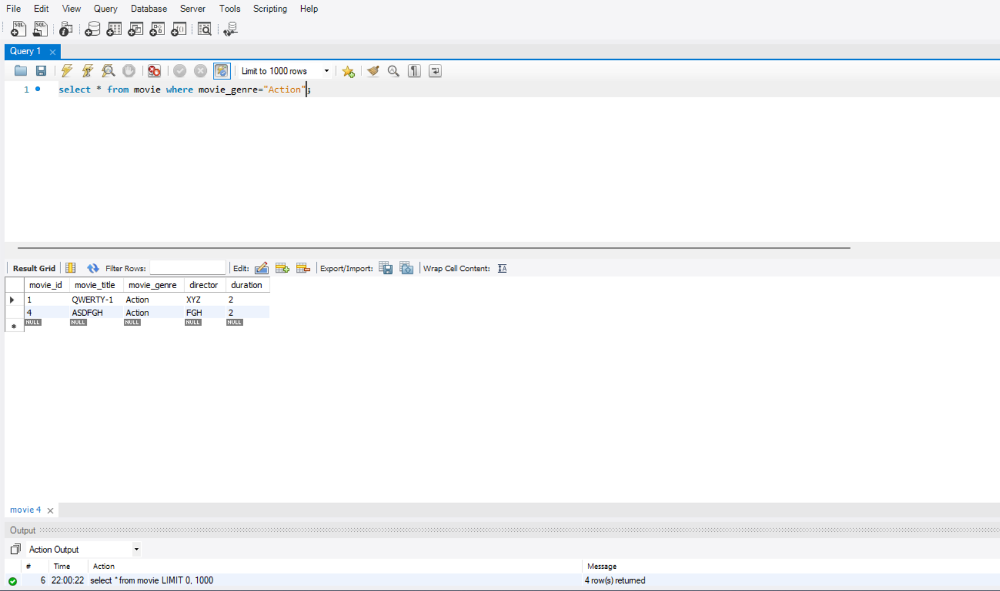 File Edit View Query Database Server Tools Scripting Help
SQL SQL
Query 1
Limit to 1000 rows
1 select * from movie where movie_genre="Action";
Result Grid Filter Rows: Edit: Export/Import: Wrap Cell Content:
movie_id movie_title movie_genre director duration
1 QWERTY-1 Action XYZ 2
4 ASDFGH Action FGH 2
NULL NULL NULL NULL NULL
movie 4
Output
Action Output
# Time Action Message
6 22:00:22 select * from movie LIMIT 0, 1000 4 row(s) returned